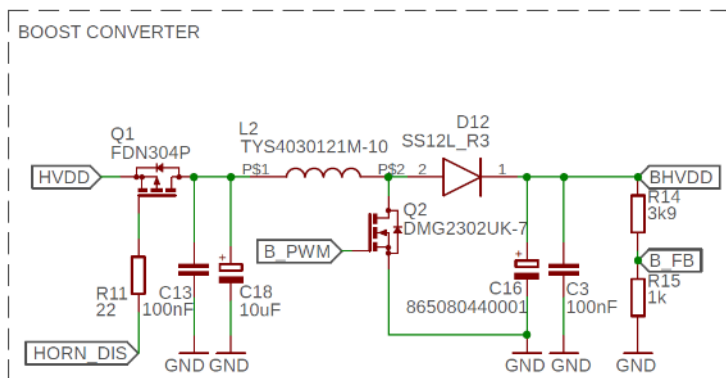 BOOST CONVERTER
Q1
FDN304P
HVDD
L2
TYS4030121M-10
P$1
P$2
D12
SS12L_R3
2
1
BHVDD
R14
3k9
Q2
DMG2302UK-7
B_PWM
B_FB
+
+
R11
22
C13
100nF
C18
10uF
C16
865080440001
C3
100nF
R15
1k
HORN_DIS
GND
GND
GND
GND
GND